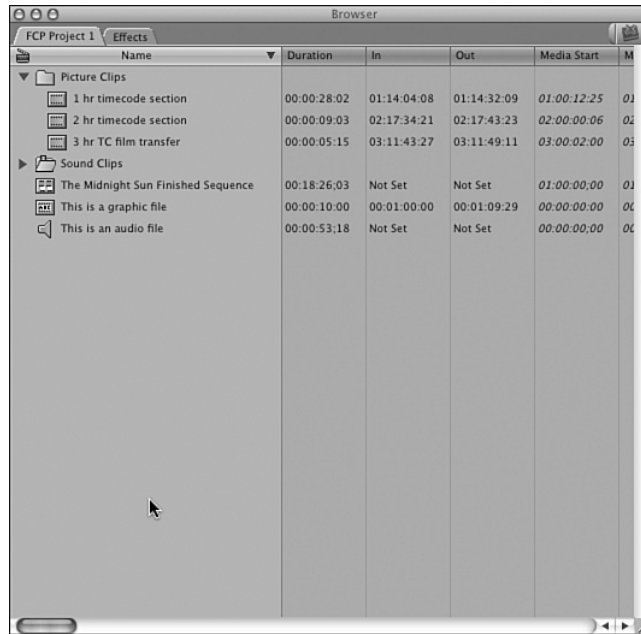 Browser
FCP Project 1 Effects
Name Duration In Out Media Start M
Picture Clips
1 hr timecode section 00:00:28:02 01:14:04:08 01:14:32:09 01:00:12:25 01
2 hr timecode section 00:00:09:03 02:17:34:21 02:17:43:23 02:00:00:06 02
3 hr TC film transfer 00:00:05:15 03:11:43:27 03:11:49:11 03:00:02:00 03
Sound Clips
The Midnight Sun Finished Sequence 00:18:26;03 Not Set Not Set 01:00:00;00 01
This is a graphic file 00:00:10:00 00:01:00:00 00:01:09:29 00:00:00:00 00
This is an audio file 00:00:53;18 Not Set Not Set 00:00:00;00 00